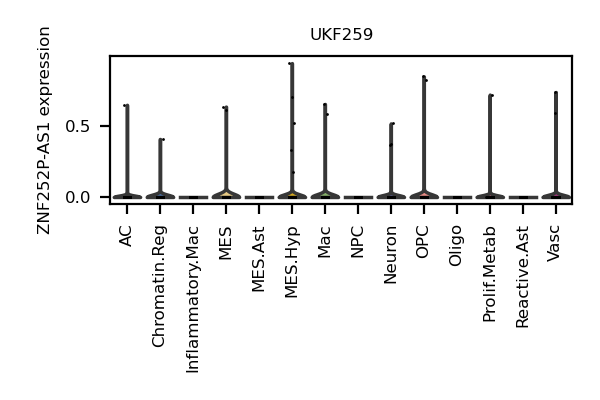 UKF259
ZNF252P-AS1 expression
0.5
0.0
AC
Chromatin.Reg
Inflammatory.Mac
MES
MES.Ast
MES.Hyp
Mac
NPC
Neuron
OPC
Oligo
Prolif.Metab
Reactive.Ast
Vasc